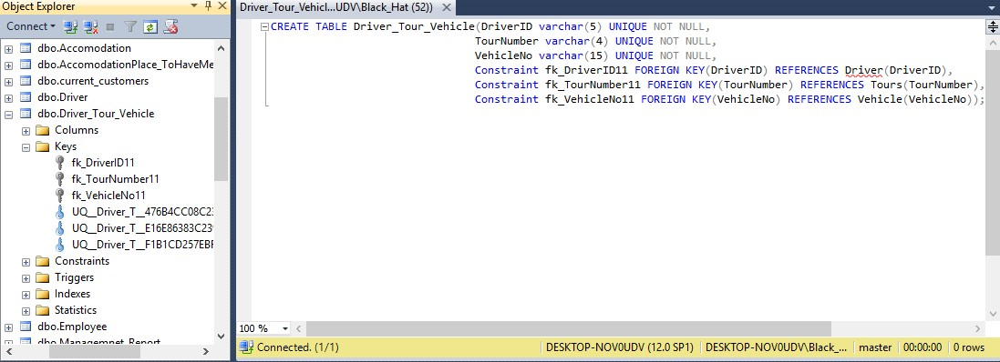 Object Explorer
Connect
dbo.Accomodation
dbo.AccomodationPlace_ToHaveMe
dbo.current_customers
dbo.Driver
dbo.Driver_Tour_Vehicle
Columns
Keys
fk_DriverID11
fk_TourNumber11
fk_VehicleNo11
UQ__Driver_T__476B4CC08C23
UQ__Driver_T__E16E86383C239
UQ__Driver_T__F1B1CD257EBF
Constraints
Triggers
Indexes
Statistics
dbo.Employee
dbo.Managemnet_Report
Driver_Tour_Vehicl...UDV\Black_Hat (52))
CREATE TABLE Driver_Tour_Vehicle(DriverID varchar(5) UNIQUE NOT NULL,
TourNumber varchar(4) UNIQUE NOT NULL,
VehicleNo varchar(15) UNIQUE NOT NULL,
Constraint fk_DriverID11 FOREIGN KEY(DriverID) REFERENCES Driver(DriverID),
Constraint fk_TourNumber11 FOREIGN KEY(TourNumber) REFERENCES Tours(TourNumber),
Constraint fk_VehicleNo11 FOREIGN KEY(VehicleNo) REFERENCES Vehicle(VehicleNo));
100 %
Connected. (1/1)
DESKTOP-NOV0UDV (12.0 SP1)
DESKTOP-NOV0UDV\Black_...
master
00:00:00
0 rows